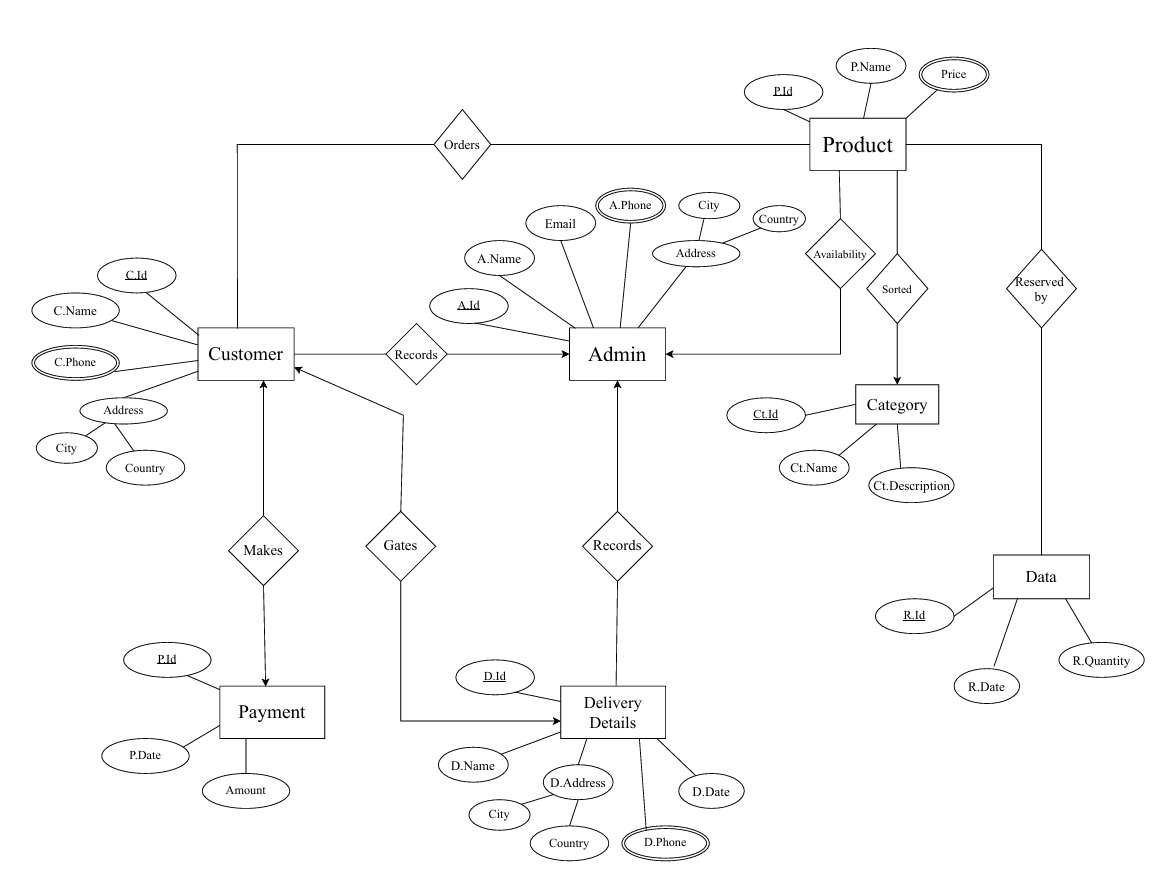 P.Name
Price
P.Id
Product
Orders
A.Phone
City
Country
Email
A.Name
Address
Availability
C.Id
Sorted
Reserved
by
A.Id
C.Name
Customer
Records
Admin
C.Phone
Category
Address
Ct.Id
City
Country
Ct.Name
Ct.Description
Makes
Gates
Records
Data
R.Id
P.Id
D.Id
R.Quantity
R.Date
Payment
Delivery
Details
P.Date
D.Name
D.Address
D.Date
Amount
City
Country
D.Phone